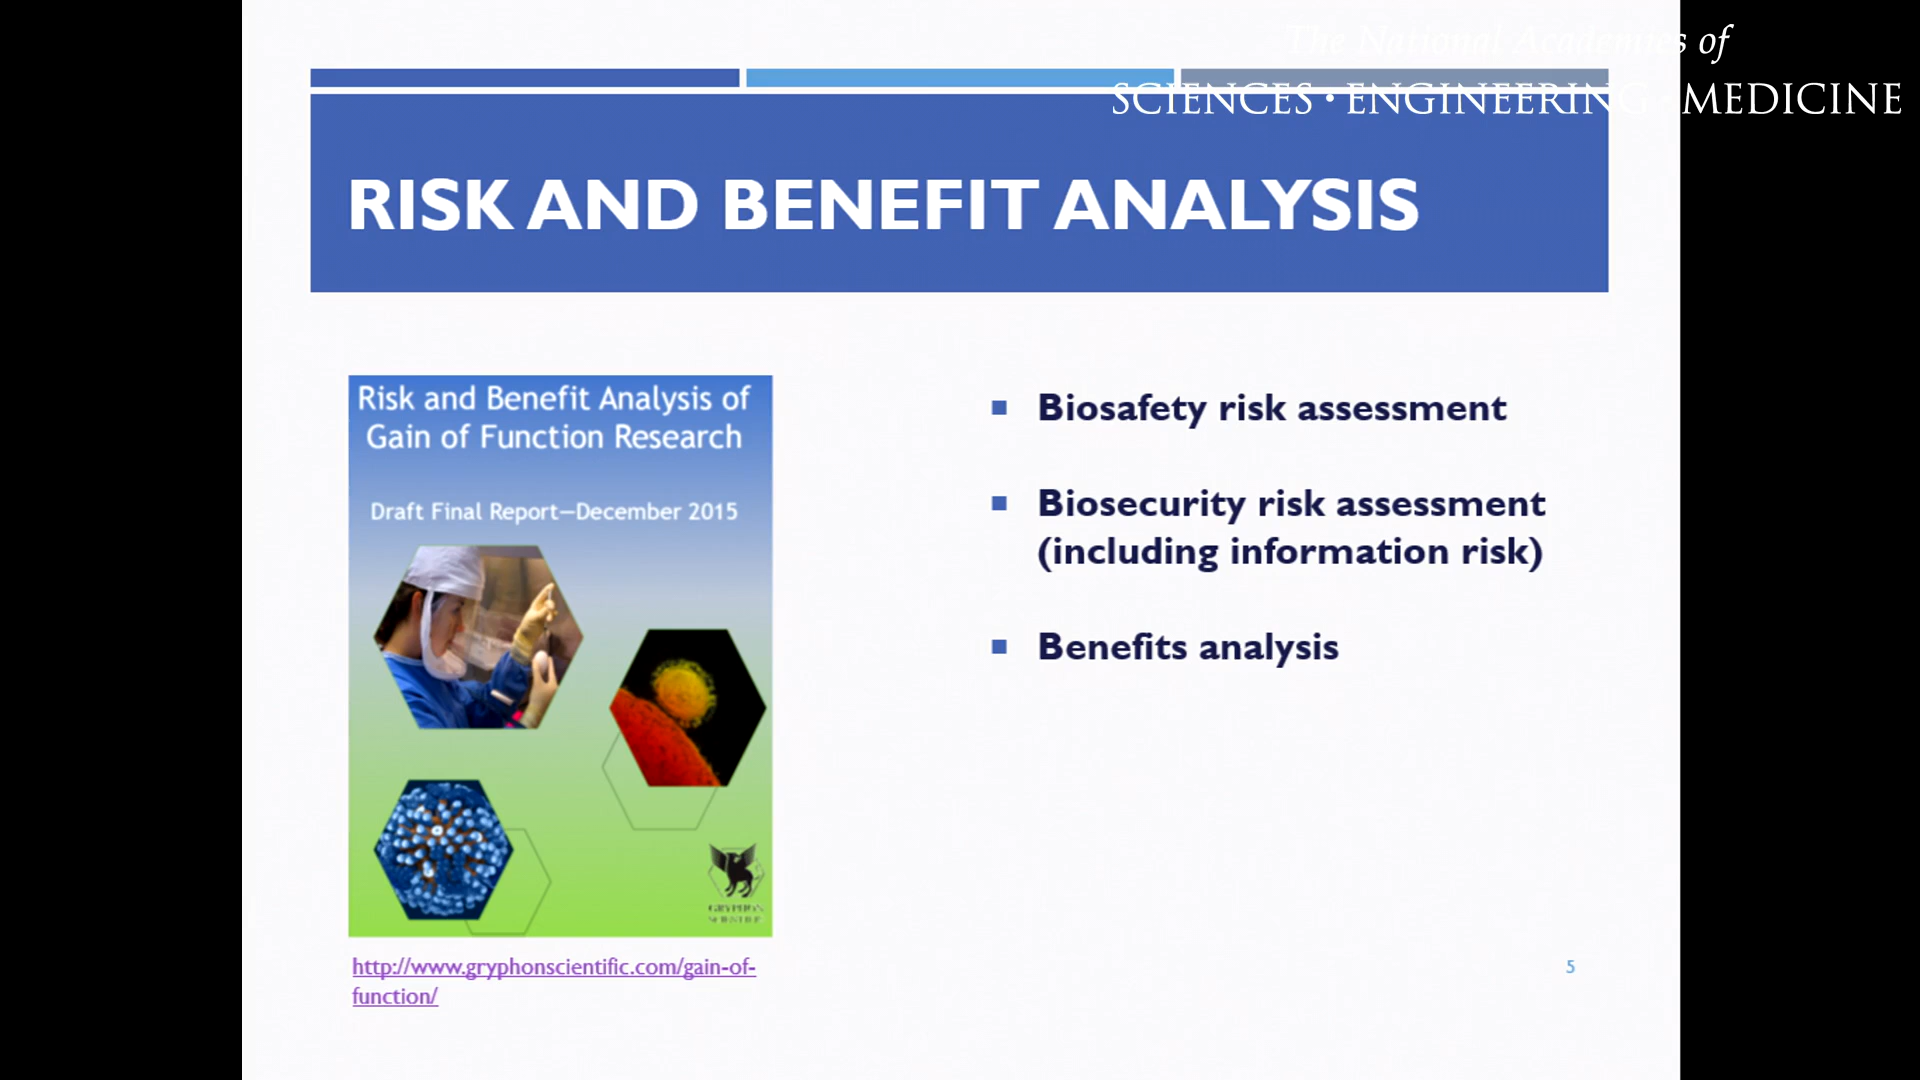 The National Academies of
SCIENCES • ENGINEERING • MEDICINE
RISK AND BENEFIT ANALYSIS
Risk and Benefit Analysis of
Gain of Function Research
Draft Final Report—December 2015
GRYPHON
SCIENTIFIC
http://www.gryphonscientific.com/gain-of-
function/
Biosafety risk assessment
Biosecurity risk assessment
(including information risk)
Benefits analysis
5